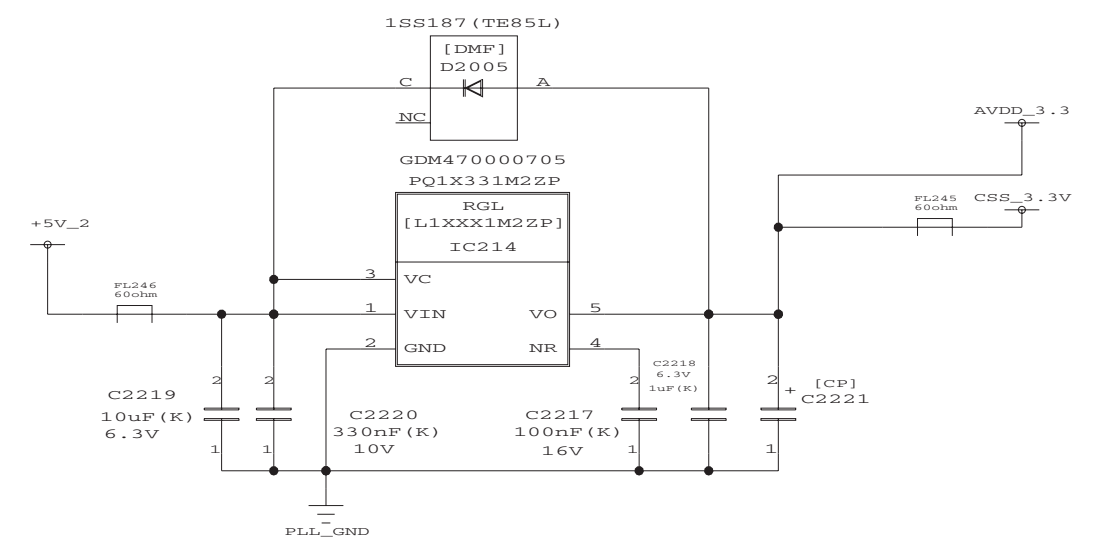 1SS187(TE85L)
[DMF]
D2005
C
A
NC
GDM470000705
PQ1X331M2ZP
RGL
[L1XXX1M2ZP]
IC214
AVDD_3.3
FL245
60ohm
CSS_3.3V
+5V_2
FL246
60ohm
3
VC
1
VIN
VO
5
2
GND
NR
4
C2218
6.3V
1uF(K)
2
2
2
2
+
[CP]
C2221
C2219
10uF(K)
6.3V
C2220
330nF(K)
10V
C2217
100nF(K)
16V
1
1
1
1
PLL_GND